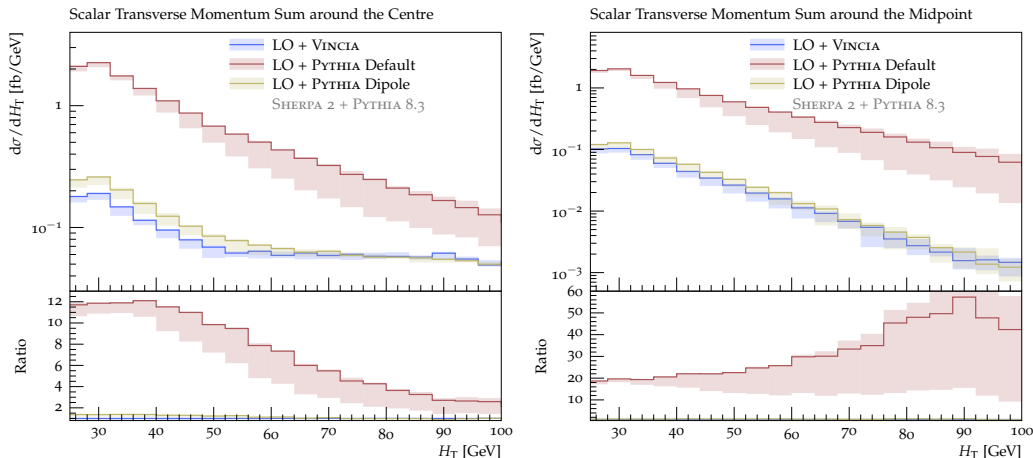 Scalar Transverse Momentum Sum around the Centre
dσ/dH_T [fb/GeV]
1
10^−1
LO + VINCIA
LO + PYTHIA Default
LO + PYTHIA Dipole
SHERPA 2 + PYTHIA 8.3
Ratio
12
10
8
6
4
2
30 40 50 60 70 80 90 100
H_T [GeV]
Scalar Transverse Momentum Sum around the Midpoint
dσ/dH_T [fb/GeV]
1
10^−1
10^−2
10^−3
LO + VINCIA
LO + PYTHIA Default
LO + PYTHIA Dipole
SHERPA 2 + PYTHIA 8.3
Ratio
60
50
40
30
20
10
30 40 50 60 70 80 90 100
H_T [GeV]